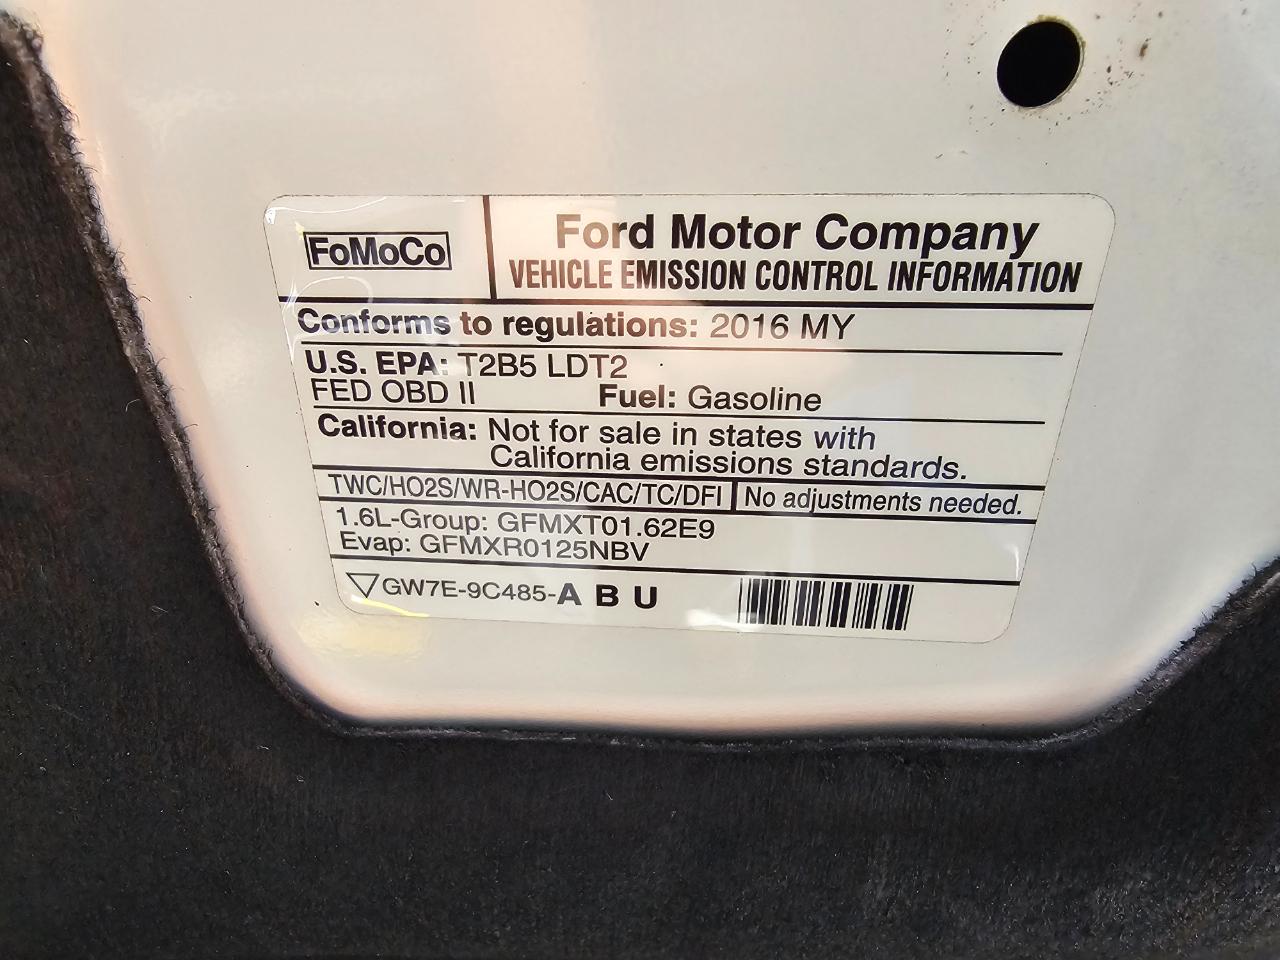 FoMoCo
Ford Motor Company
VEHICLE EMISSION CONTROL INFORMATION
Conforms to regulations: 2016 MY
U.S. EPA: T2B5 LDT2
FED OBD II Fuel: Gasoline
California: Not for sale in states with
California emissions standards.
TWC/HO2S/WR-HO2S/CAC/TC/DFI No adjustments needed.
1.6L-Group: GFMXT01.62E9
Evap: GFMXR0125NBV
GW7E-9C485-A B U